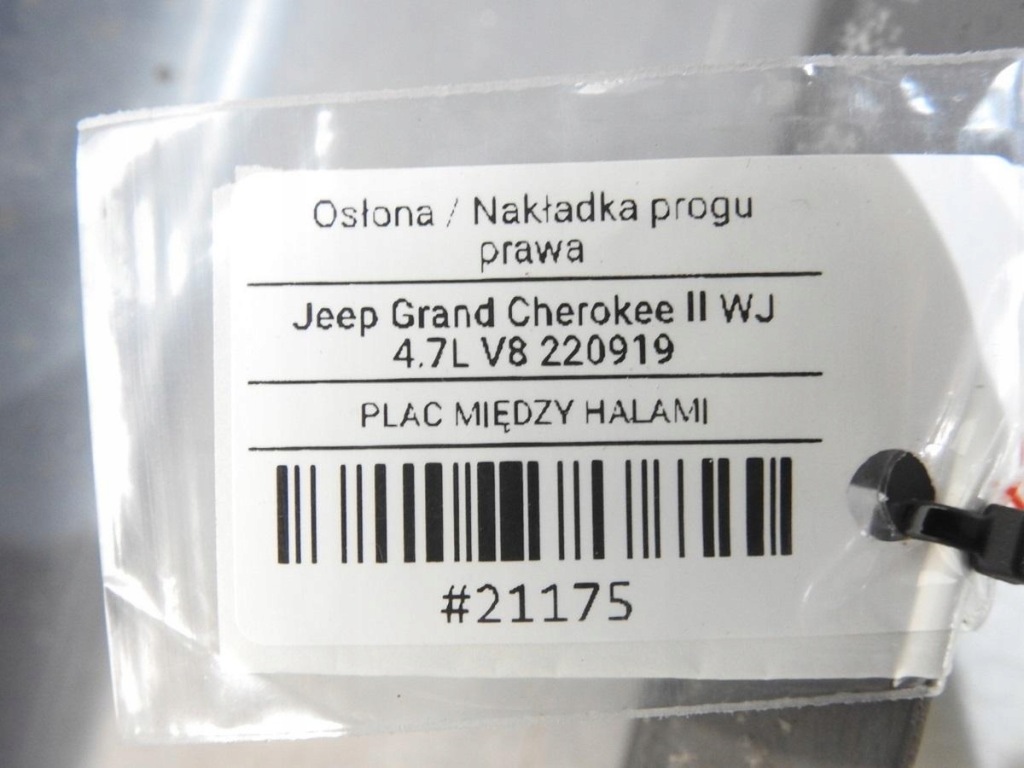 Osłona / Nakładka progu
prawa
Jeep Grand Cherokee II WJ
4.7L V8 220919
PLAC MIĘDZY HALAMI
#21175